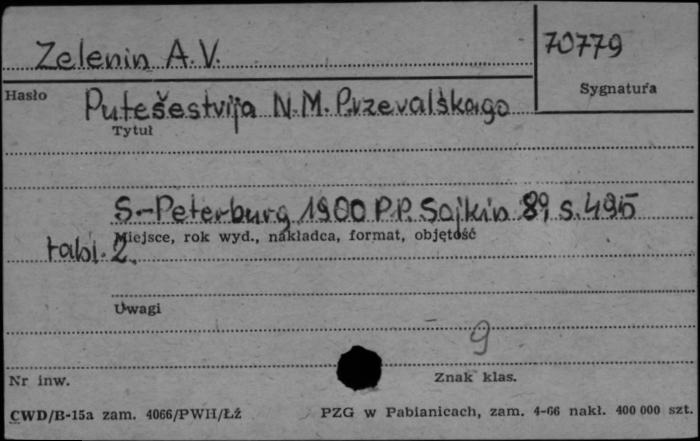 Zelenin A.V.
70779
Hasło
Sygnatura
Putešestvija N.M. Przevalskago
Tytuł
S-Peterburg 1900 P.P. Sojkin 8°, s. 495
Miejsce, rok wyd., nakładca, format, objętość
tabl. 2.
Uwagi
9
Nr inw.
Znak klas.
CWD/B-15a zam. 4066/PWH/Łź
PZG w Pabianicach, zam. 4-66 nakł. 400 000 szt.